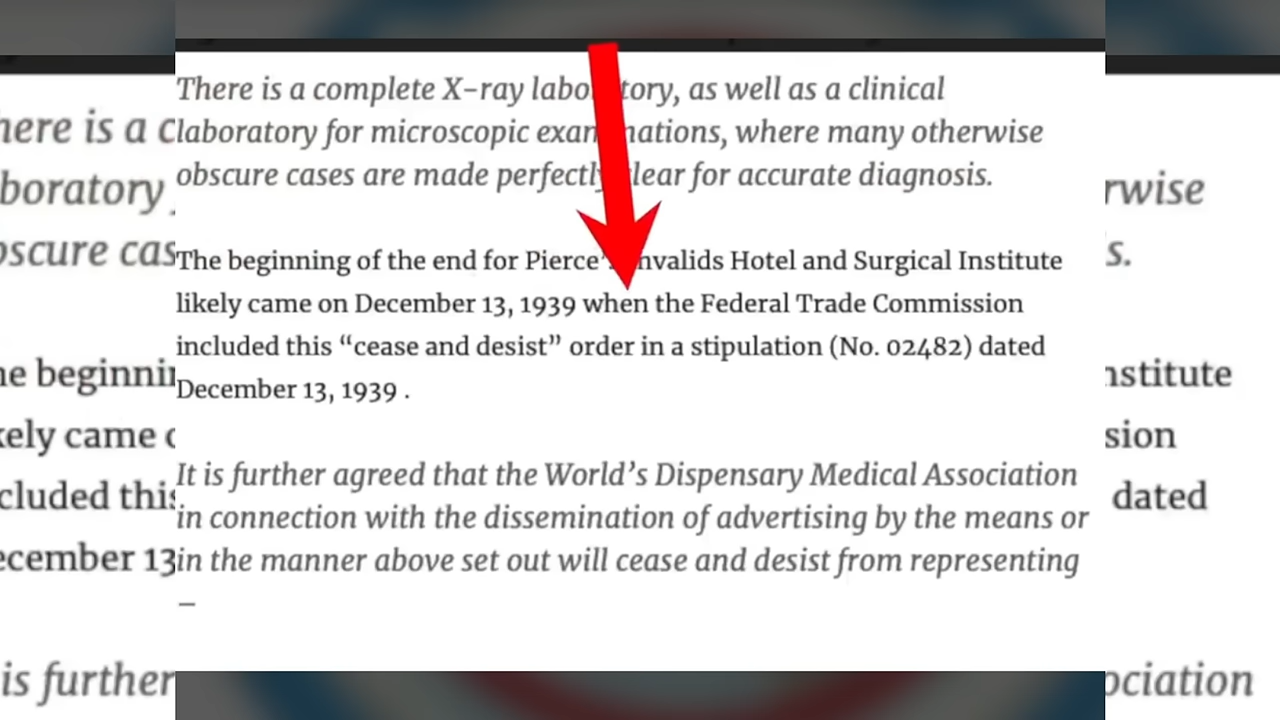 There is a complete X-ray labo tory, as well as a clinical
laboratory for microscopic exam nations, where many otherwise
obscure cases are made perfectly clear for accurate diagnosis.
The beginning of the end for Pierce's Invalids Hotel and Surgical Institute
likely came on December 13, 1939 when the Federal Trade Commission
included this “cease and desist” order in a stipulation (No. 02482) dated
December 13, 1939 .
It is further agreed that the World’s Dispensary Medical Association
in connection with the dissemination of advertising by the means or
in the manner above set out will cease and desist from representing
–